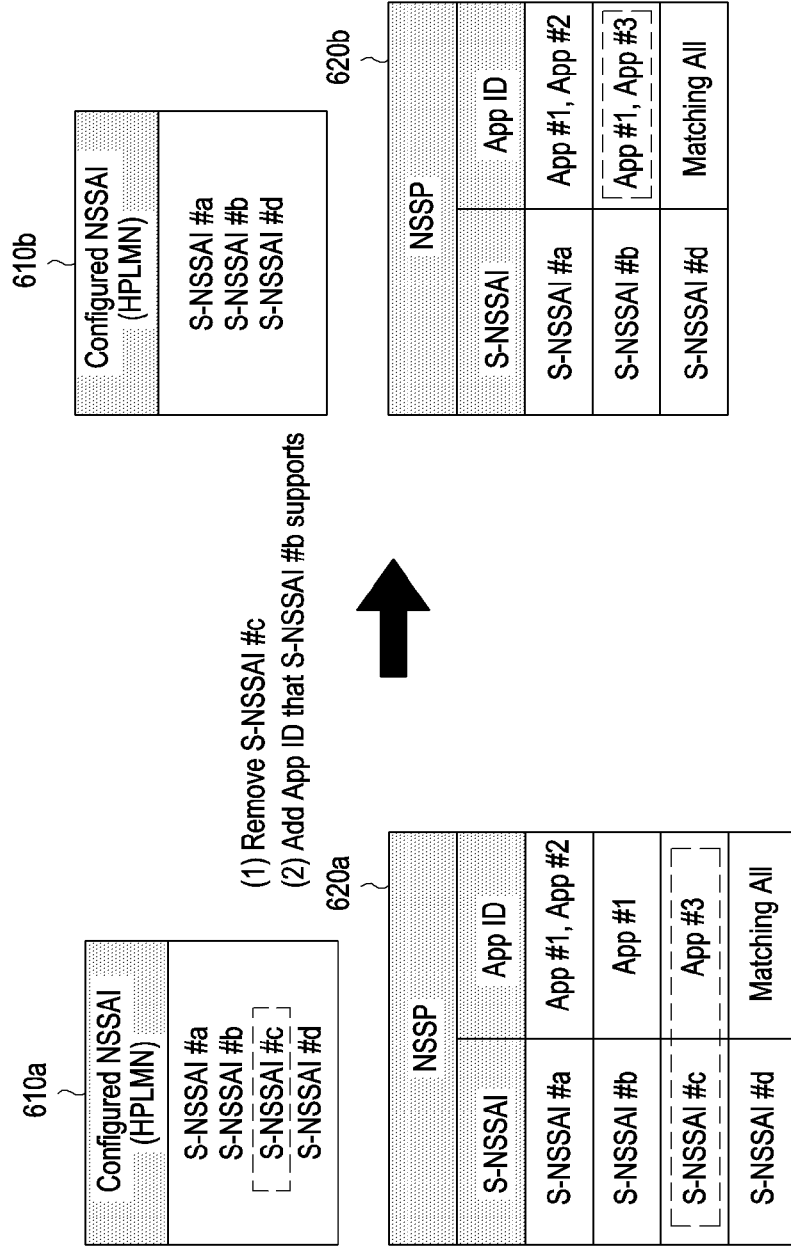 610a
Configured NSSAI
(HPLMN)
S-NSSAI #a
S-NSSAI #b
S-NSSAI #c
S-NSSAI #d
620a
NSSP
S-NSSAI App ID
S-NSSAI #a App #1, App #2
S-NSSAI #b App #1
S-NSSAI #c App #3
S-NSSAI #d Matching All
(1) Remove S-NSSAI #c
(2) Add App ID that S-NSSAI #b supports
610b
Configured NSSAI
(HPLMN)
S-NSSAI #a
S-NSSAI #b
S-NSSAI #d
620b
NSSP
S-NSSAI App ID
S-NSSAI #a App #1, App #2
S-NSSAI #b App #1, App #3
S-NSSAI #d Matching All